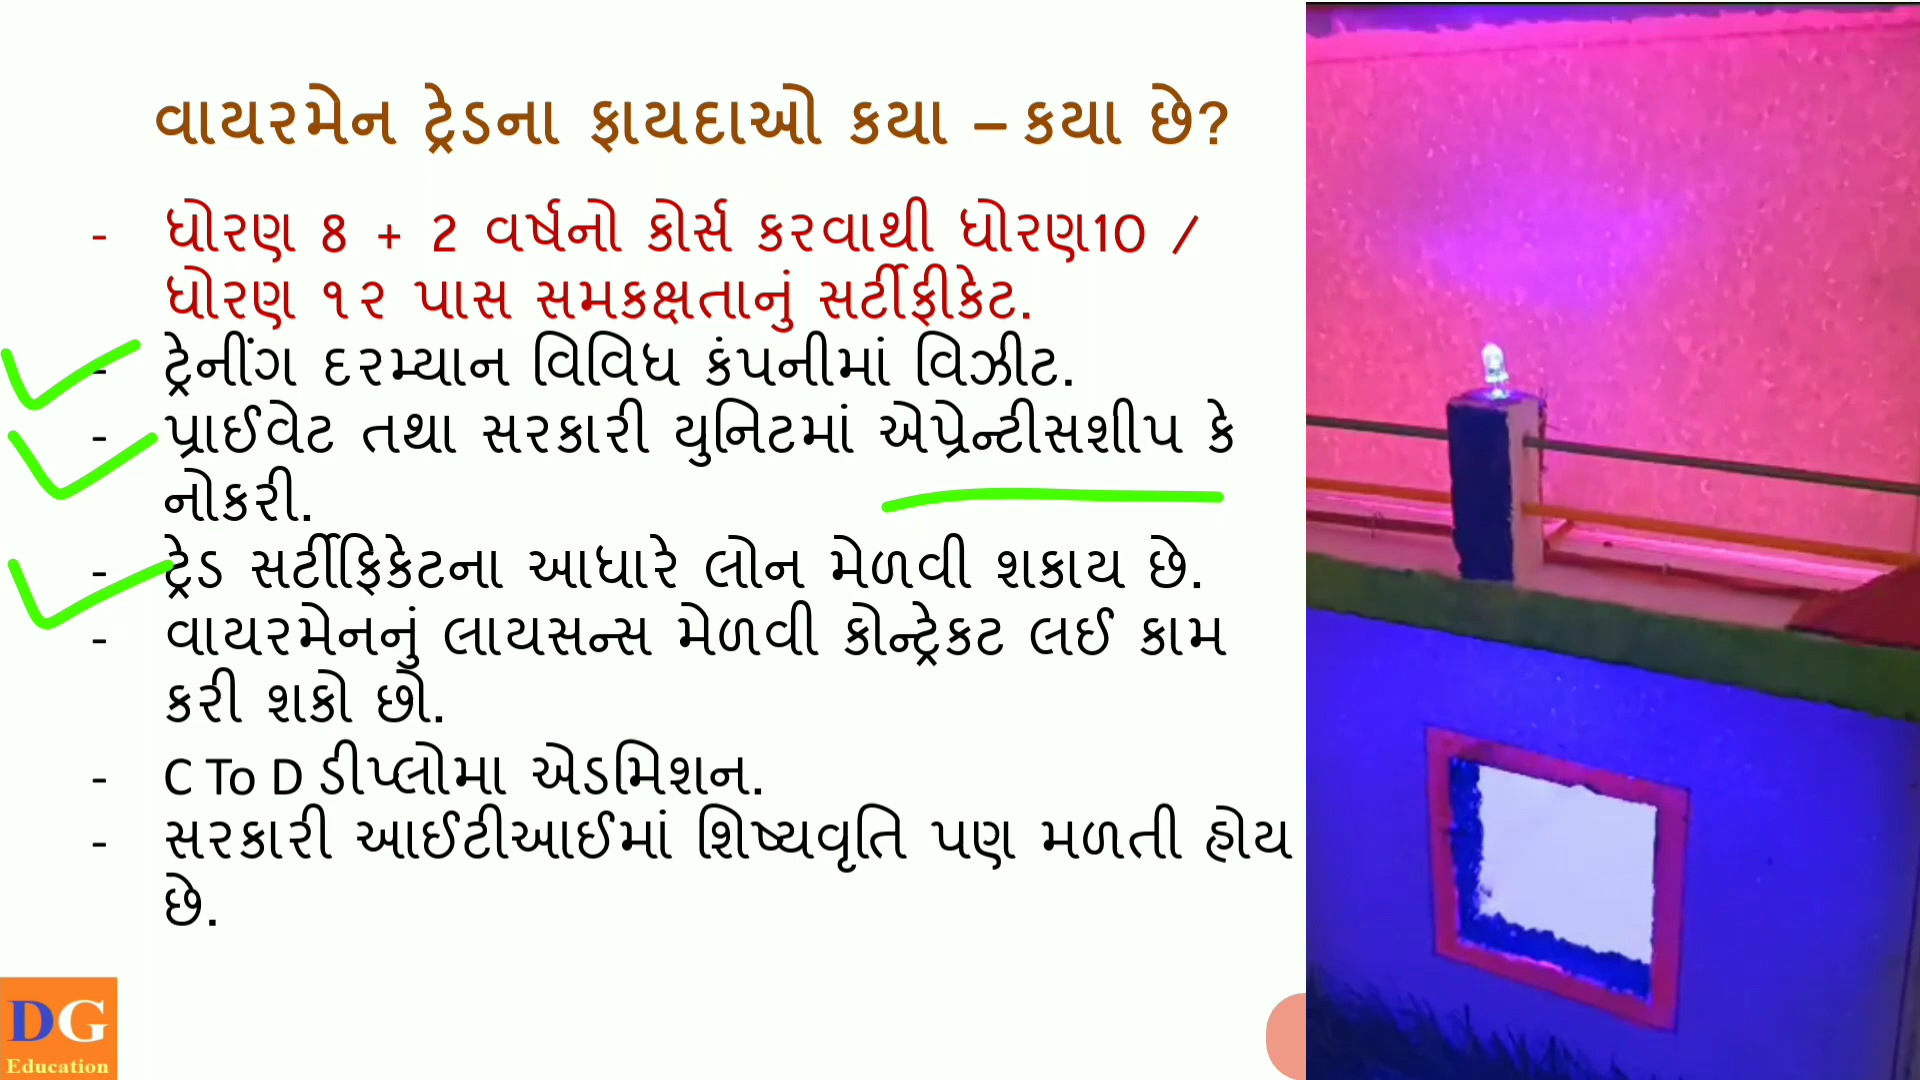 વાયરમેન ટ્રેડના ફાયદાઓ કયા – કયા છે?
- ધોરણ 8 + 2 વર્ષનો કોર્સ કરવાથી ધોરણ10 /
ધોરણ ૧૨ પાસ સમકક્ષતાનું સર્ટીફીકેટ.
- ટ્રેનીંગ દરમ્યાન વિવિધ કંપનીમાં વિઝીટ.
- પ્રાઈવેટ તથા સરકારી યુનિટમાં એપ્રેન્ટીસશીપ કે
નોકરી.
- ટ્રેડ સર્ટીફિકેટના આધારે લોન મેળવી શકાય છે.
- વાયરમેનનું લાયસન્સ મેળવી કોન્ટ્રેકટ લઈ કામ
કરી શકો છો.
- C To D ડીપ્લોમા એડમિશન.
- સરકારી આઈટીઆઈમાં શિષ્યવૃતિ પણ મળતી હોય
છે.
DG
Education